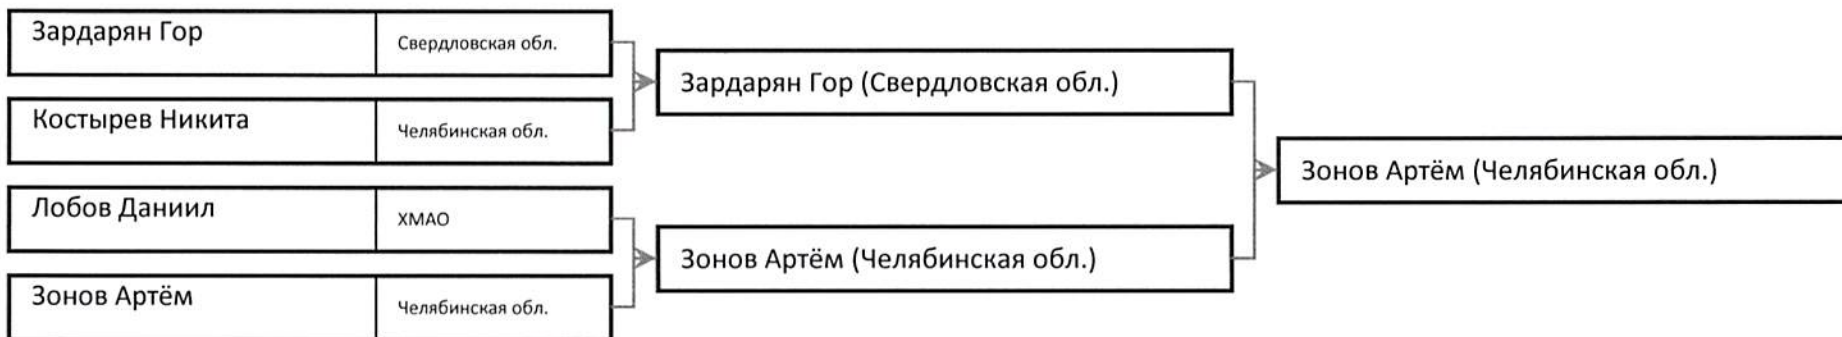 Зардарян Гор
Свердловская обл.
Костырев Никита
Челябинская обл.
Лобов Даниил
ХМАО
Зонов Артём
Челябинская обл.
Зардарян Гор (Свердловская обл.)
Зонов Артём (Челябинская обл.)
Зонов Артём (Челябинская обл.)